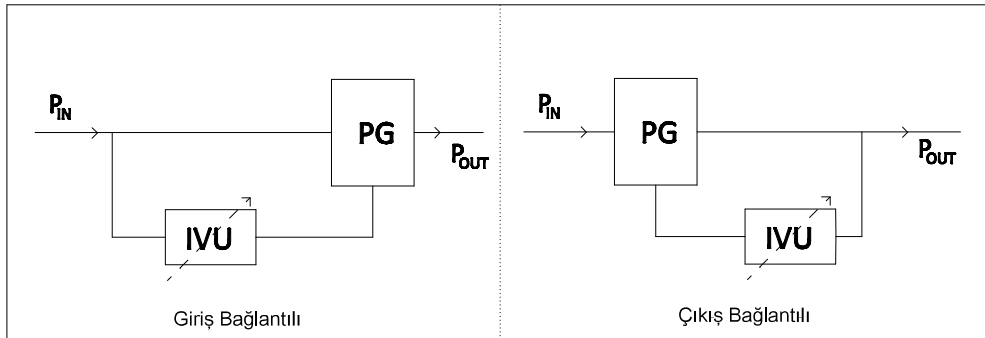 P_IN
PG
P_OUT
IVU
Giriş Bağlantılı
P_IN
PG
P_OUT
IVU
Çıkış Bağlantılı